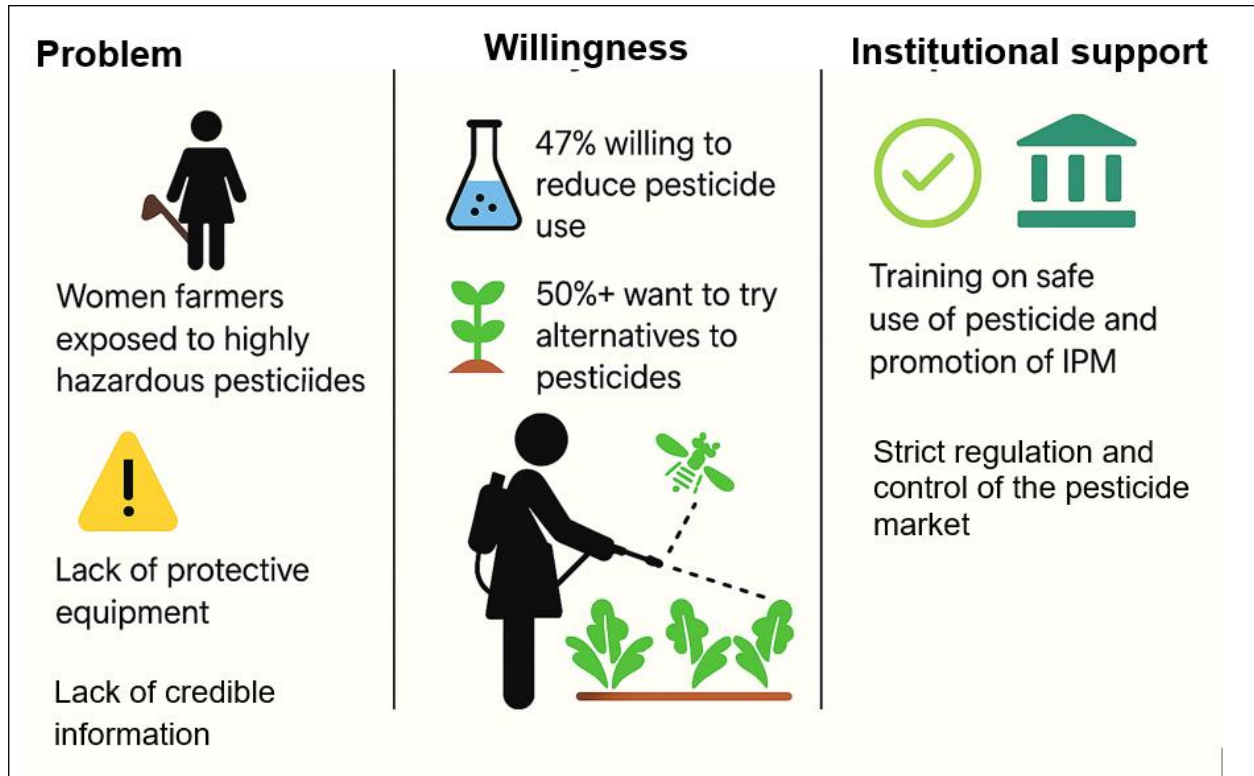 Problem
Women farmers
exposed to highly
hazardous pesticiides
Lack of protective
equipment
Lack of credible
information
Willingness
47% willing to
reduce pesticide
use
50%+ want to try
alternatives to
pesticides
Institutional support
Training on safe
use of pesticide and
promotion of IPM
Strict regulation and
control of the pesticide
market